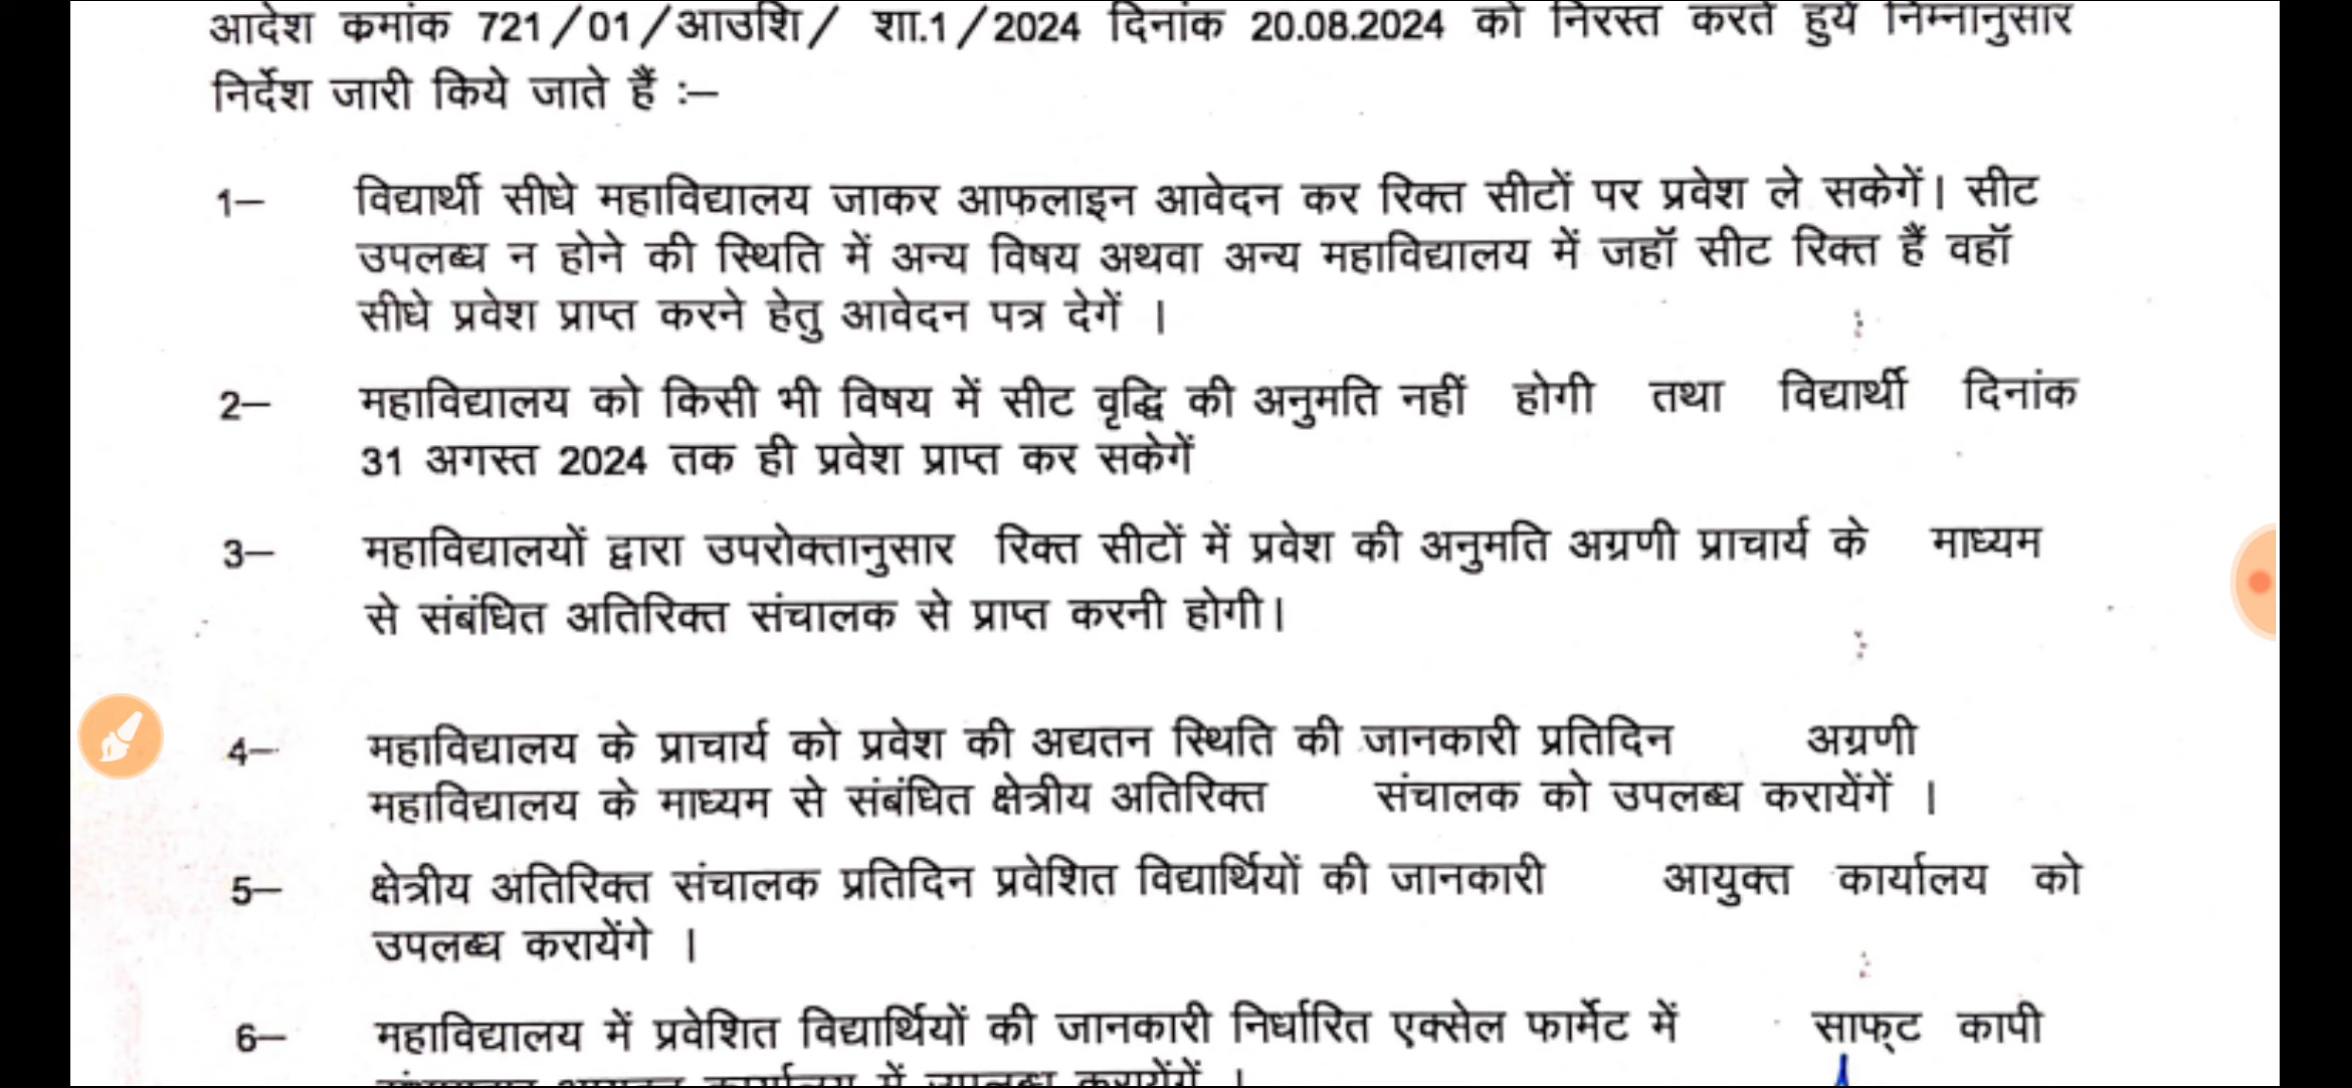 आदेश कमांक 721/01/आउशि/ शा.1/2024 दिनांक 20.08.2024 को निरस्त करते हुये निम्नानुसार
निर्देश जारी किये जाते हैं :–
1– विद्यार्थी सीधे महाविद्यालय जाकर आफलाइन आवेदन कर रिक्त सीटों पर प्रवेश ले सकेगें। सीट
उपलब्ध न होने की स्थिति में अन्य विषय अथवा अन्य महाविद्यालय में जहॉ सीट रिक्त हैं वहॉ
सीधे प्रवेश प्राप्त करने हेतु आवेदन पत्र देगें ।
2– महाविद्यालय को किसी भी विषय में सीट वृद्धि की अनुमति नहीं होगी तथा विद्यार्थी दिनांक
31 अगस्त 2024 तक ही प्रवेश प्राप्त कर सकेगें
3– महाविद्यालयों द्वारा उपरोक्तानुसार रिक्त सीटों में प्रवेश की अनुमति अग्रणी प्राचार्य के माध्यम
से संबंधित अतिरिक्त संचालक से प्राप्त करनी होगी।
4– महाविद्यालय के प्राचार्य को प्रवेश की अद्यतन स्थिति की जानकारी प्रतिदिन अग्रणी
महाविद्यालय के माध्यम से संबंधित क्षेत्रीय अतिरिक्त संचालक को उपलब्ध करायेंगें ।
5– क्षेत्रीय अतिरिक्त संचालक प्रतिदिन प्रवेशित विद्यार्थियों की जानकारी आयुक्त कार्यालय को
उपलब्ध करायेंगे ।
6– महाविद्यालय में प्रवेशित विद्यार्थियों की जानकारी निर्धारित एक्सेल फार्मेट में साफ्ट कापी
कार्यालय में उपलब्ध करायेंगें ।